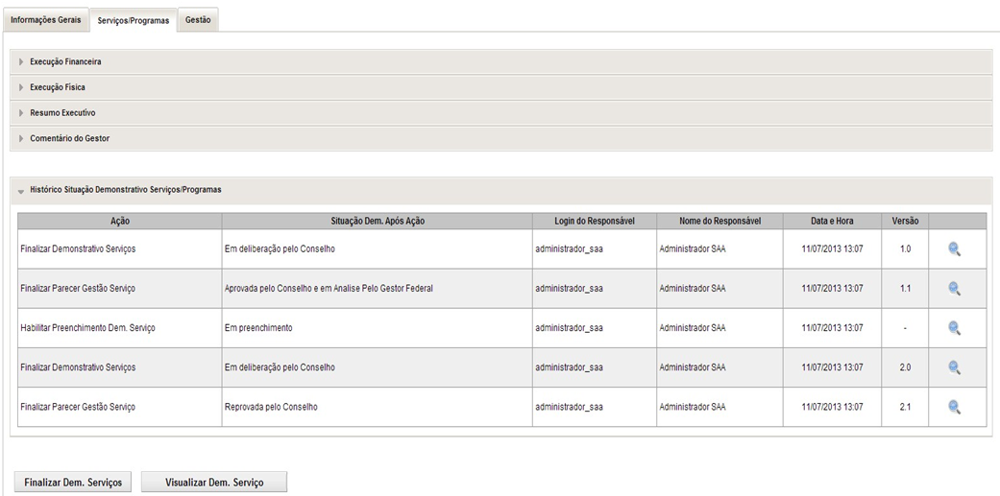 Informações Gerais Serviços/Programas Gestão
Execução Financeira
Execução Física
Resumo Executivo
Comentário do Gestor
Histórico Situação Demonstrativo Serviços/Programas
Ação Situação Dem. Após Ação Login do Responsável Nome do Responsável Data e Hora Versão
Finalizar Demonstrativo Serviços Em deliberação pelo Conselho administrador_saa Administrador SAA 11/07/2013 13:07 1.0
Finalizar Parecer Gestão Serviço Aprovada pelo Conselho e em Analise Pelo Gestor Federal administrador_saa Administrador SAA 11/07/2013 13:07 1.1
Habilitar Preenchimento Dem. Serviço Em preenchimento administrador_saa Administrador SAA 11/07/2013 13:07 -
Finalizar Demonstrativo Serviços Em deliberação pelo Conselho administrador_saa Administrador SAA 11/07/2013 13:07 2.0
Finalizar Parecer Gestão Serviço Reprovada pelo Conselho administrador_saa Administrador SAA 11/07/2013 13:07 2.1
Finalizar Dem. Serviços Visualizar Dem. Serviço